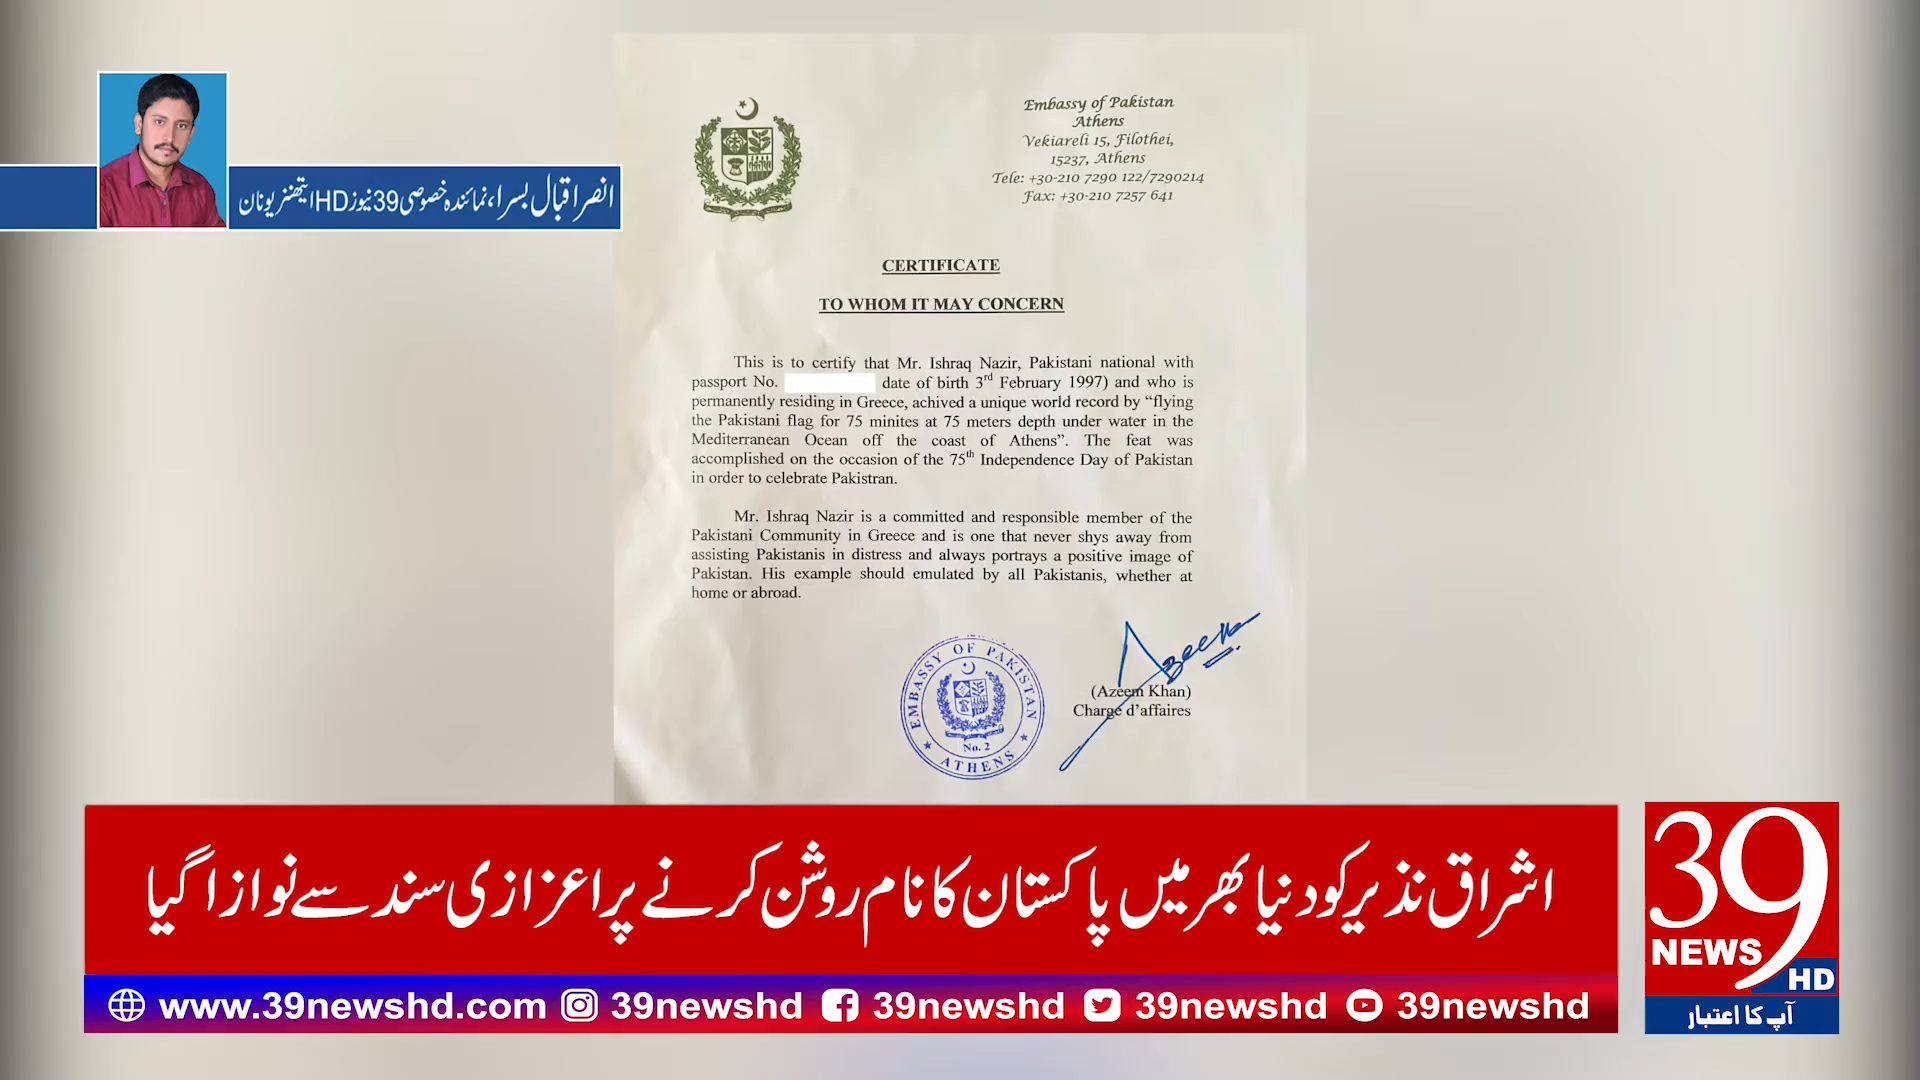 انصر اقبال بسرا، نمائندہ خصوصی 39 نیوز HD ایتھنز یونان
Embassy of Pakistan
Athens
Vekiareli 15, Filothei,
15237, Athens
Tele: +30-210 7290 122/7290214
Fax: +30-210 7257 641
CERTIFICATE
TO WHOM IT MAY CONCERN
This is to certify that Mr. Ishraq Nazir, Pakistani national with
passport No. date of birth 3rd February 1997) and who is
permanently residing in Greece, achived a unique world record by “flying
the Pakistani flag for 75 minites at 75 meters depth under water in the
Mediterranean Ocean off the coast of Athens”. The feat was
accomplished on the occasion of the 75th Independence Day of Pakistan
in order to celebrate Pakistran.
Mr. Ishraq Nazir is a committed and responsible member of the
Pakistani Community in Greece and is one that never shys away from
assisting Pakistanis in distress and always portrays a positive image of
Pakistan. His example should emulated by all Pakistanis, whether at
home or abroad.
EMBASSY OF PAKISTAN
No. 2
ATHENS
Azeem
(Azeem Khan)
Charge d’affaires
اشراق نذیر کو دنیا بھر میں پاکستان کا نام روشن کرنے پر اعزازی سند سے نوازا گیا
www.39newshd.com 39newshd 39newshd 39newshd 39newshd
39
NEWS
HD
آپ کا اعتبار